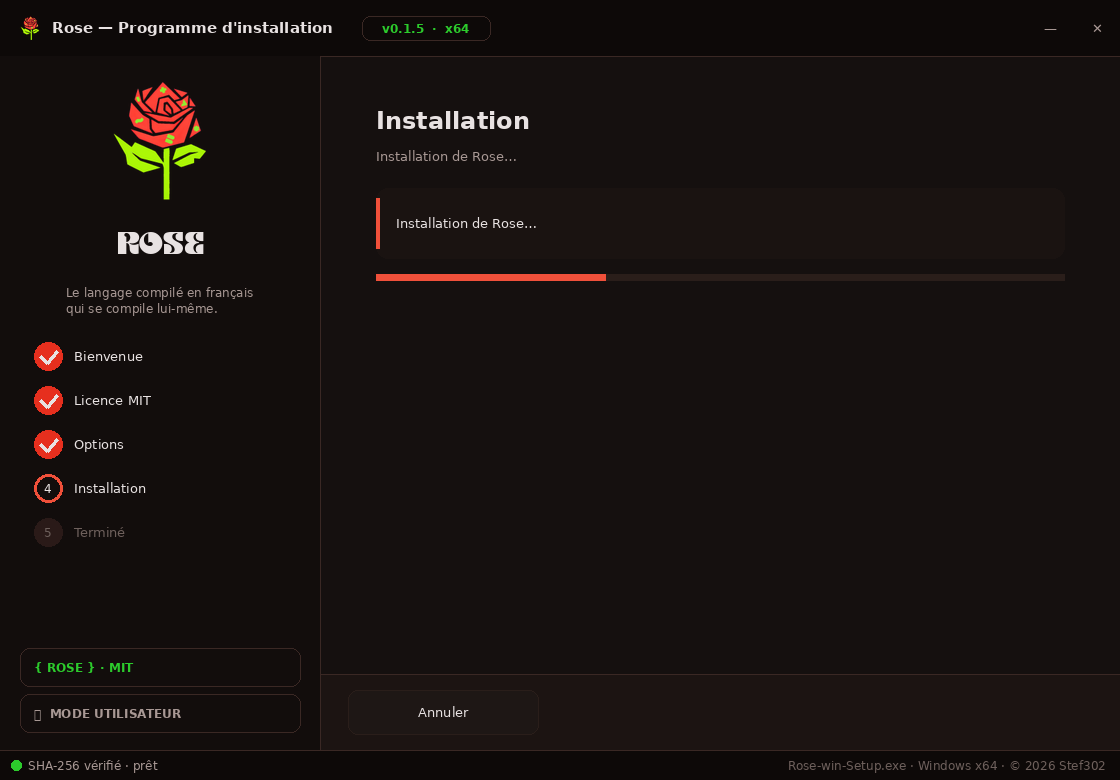 Rose — Programme d'installation
v0.1.5 · x64
ROSE
Le langage compilé en français
qui se compile lui-même.
Bienvenue
Licence MIT
Options
4 Installation
5 Terminé
{ ROSE } · MIT
MODE UTILISATEUR
Installation
Installation de Rose...
Installation de Rose...
Annuler
SHA-256 vérifié · prêt
Rose-win-Setup.exe · Windows x64 · © 2026 Stef302